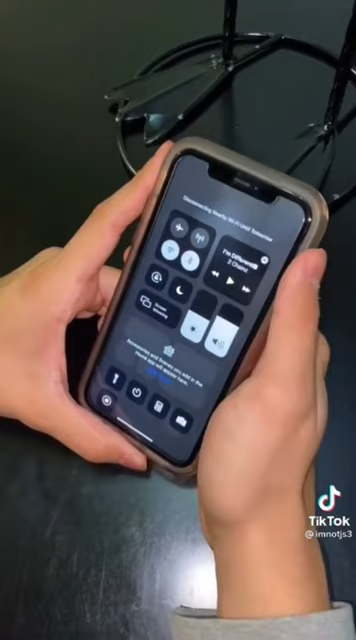 Disconnecting Nearby Wi-Fi Until Tomorrow
I'm Different
2 Chainz
Screen
Mirroring
Accessories and Scenes you add in the
Home app will appear here.
TikTok
@imnotjs3